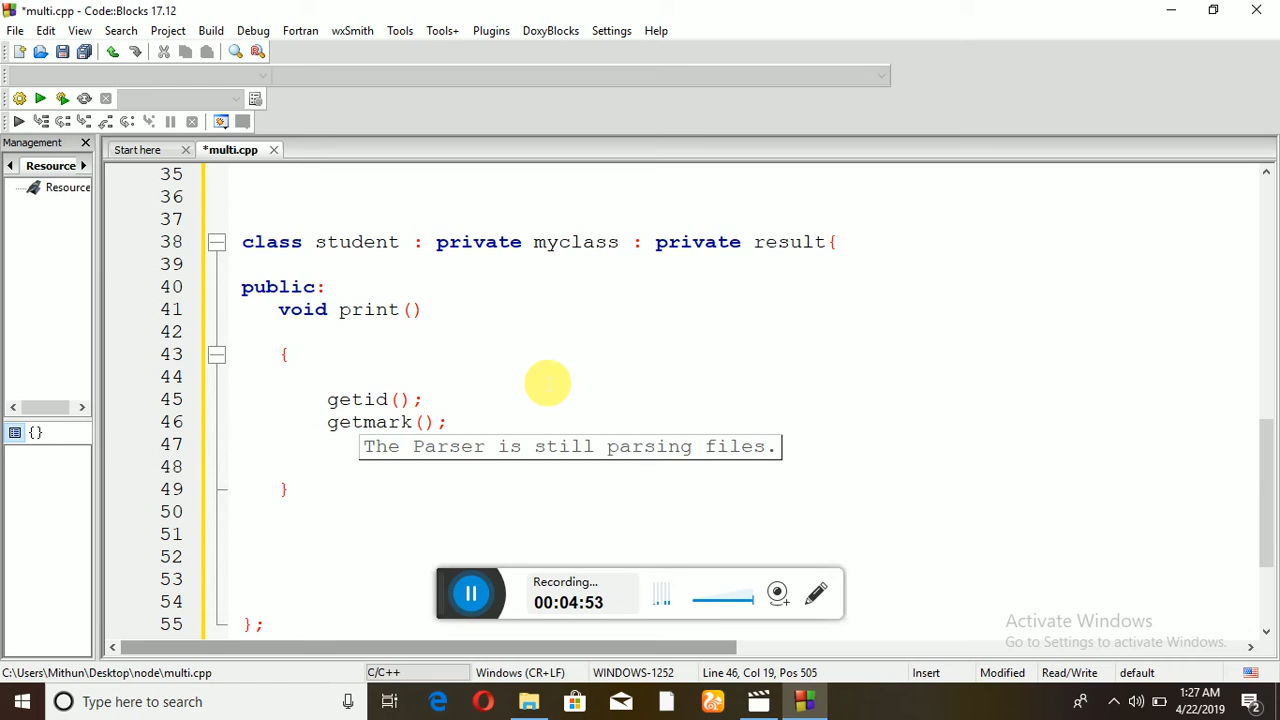 *multi.cpp - Code::Blocks 17.12
File Edit View Search Project Build Debug Fortran wxSmith Tools Tools+ Plugins DoxyBlocks Settings Help
Management
Start here
*multi.cpp
Resource
Resource
{}
35
36
37
38 class student : private myclass : private result{
39
40 public:
41 void print()
42
43 {
44
45 getid();
46 getmark();
47 The Parser is still parsing files.
48
49 }
50
51
52
53
54
55 };
Recording...
00:04:53
Activate Windows
Go to Settings to activate Windows.
C:\Users\Mithun\Desktop\node\multi.cpp C/C++ Windows (CR+LF) WINDOWS-1252 Line 46, Col 19, Pos 505 Insert Modified Read/Write default
Type here to search
1:27 AM
4/22/2019
2